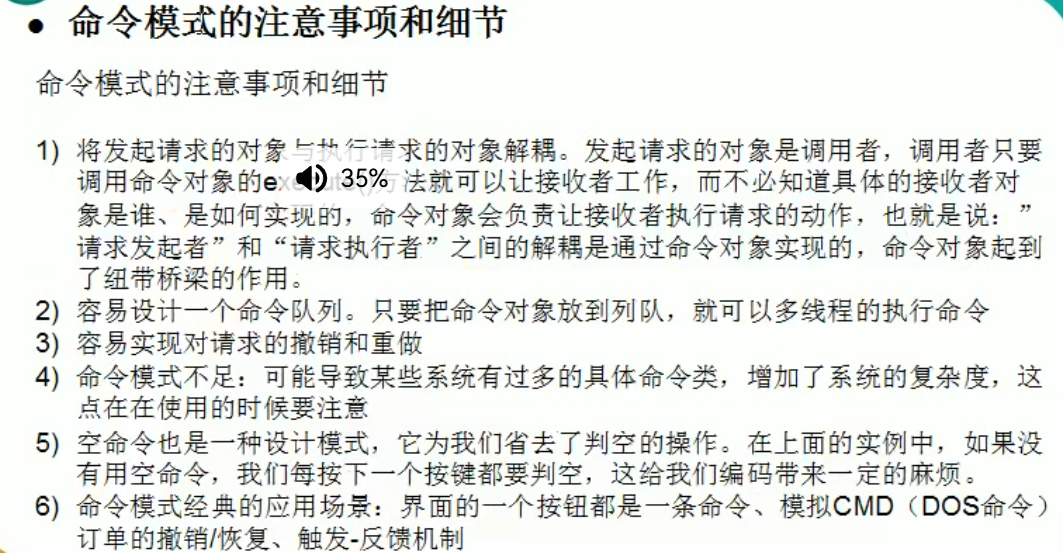 ● 命令模式的注意事项和细节
命令模式的注意事项和细节
1) 将发起请求的对象与执行请求的对象解耦。发起请求的对象是调用者，调用者只要
调用命令对象的execute()方法就可以让接收者工作，而不必知道具体的接收者对
35%
象是谁、是如何实现的，命令对象会负责让接收者执行请求的动作，也就是说：”
请求发起者”和“请求执行者”之间的解耦是通过命令对象实现的，命令对象起到
了纽带桥梁的作用。
2) 容易设计一个命令队列。只要把命令对象放到列队，就可以多线程的执行命令
3) 容易实现对请求的撤销和重做
4) 命令模式不足：可能导致某些系统有过多的具体命令类，增加了系统的复杂度，这
点在在使用的时候要注意
5) 空命令也是一种设计模式，它为我们省去了判空的操作。在上面的实例中，如果没
有用空命令，我们每按下一个按键都要判空，这给我们编码带来一定的麻烦。
6) 命令模式经典的应用场景：界面的一个按钮都是一条命令、模拟CMD（DOS命令）
订单的撤销/恢复、触发-反馈机制